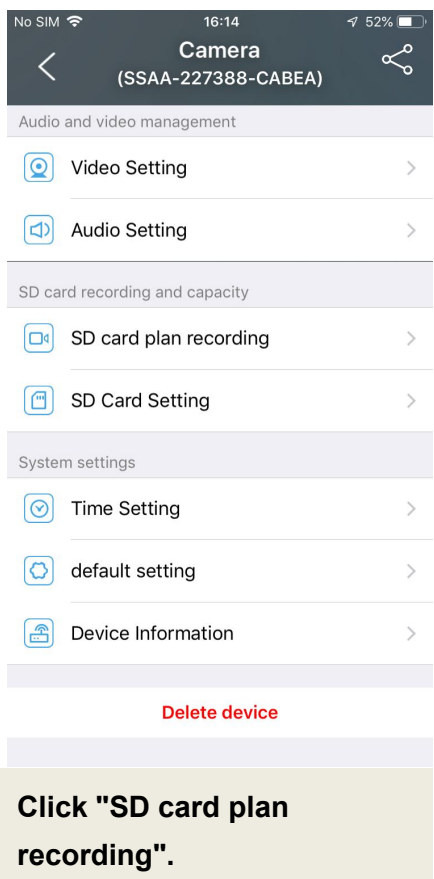 No SIM 16:14 52%
Camera
(SSAA-227388-CABEA)
Audio and video management
Video Setting
Audio Setting
SD card recording and capacity
SD card plan recording
SD Card Setting
System settings
Time Setting
default setting
Device Information
Delete device
Click "SD card plan
recording".